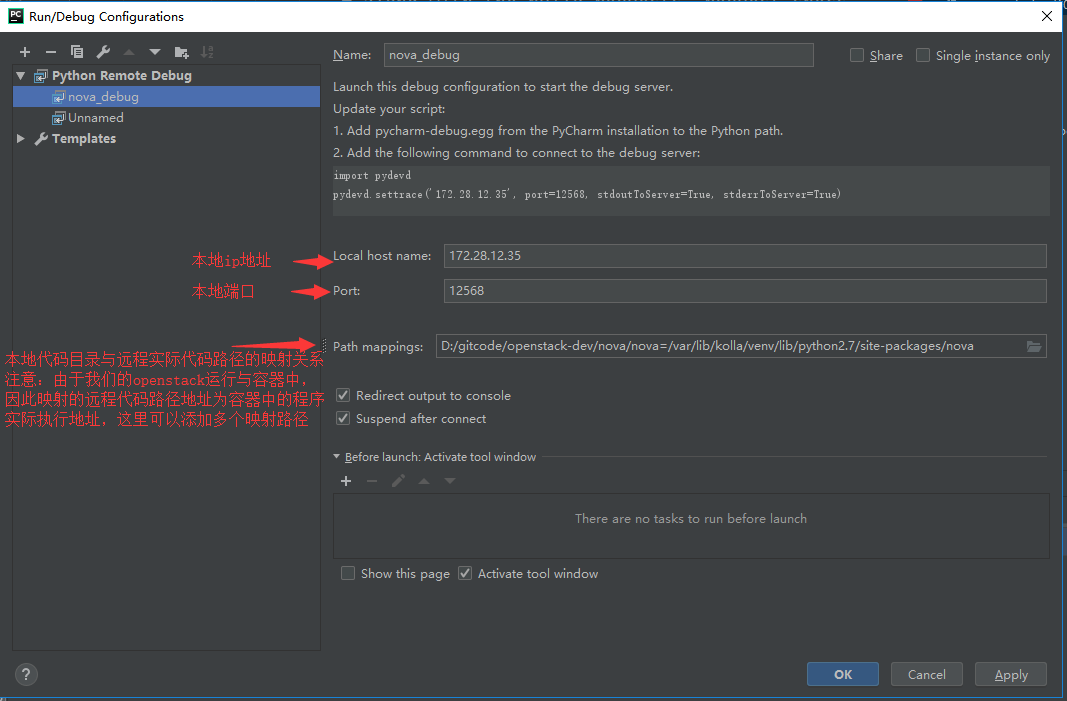 Run/Debug Configurations
Name: nova_debug
Share
Single instance only
Python Remote Debug
nova_debug
Unnamed
Templates
Launch this debug configuration to start the debug server.
Update your script:
1. Add pycharm-debug.egg from the PyCharm installation to the Python path.
2. Add the following command to connect to the debug server:
import pydevd
pydevd.settrace('172.28.12.35', port=12568, stdoutToServer=True, stderrToServer=True)
本地ip地址
Local host name: 172.28.12.35
本地端口
Port: 12568
Path mappings: D:/gitcode/openstack-dev/nova/nova=/var/lib/kolla/venv/lib/python2.7/site-packages/nova
本地代码目录与远程实际代码路径的映射关系
注意：由于我们的openstack运行与容器中，
因此映射的远程代码路径地址为容器中的程序
实际执行地址，这里可以添加多个映射路径
Redirect output to console
Suspend after connect
Before launch: Activate tool window
There are no tasks to run before launch
Show this page
Activate tool window
?
OK
Cancel
Apply